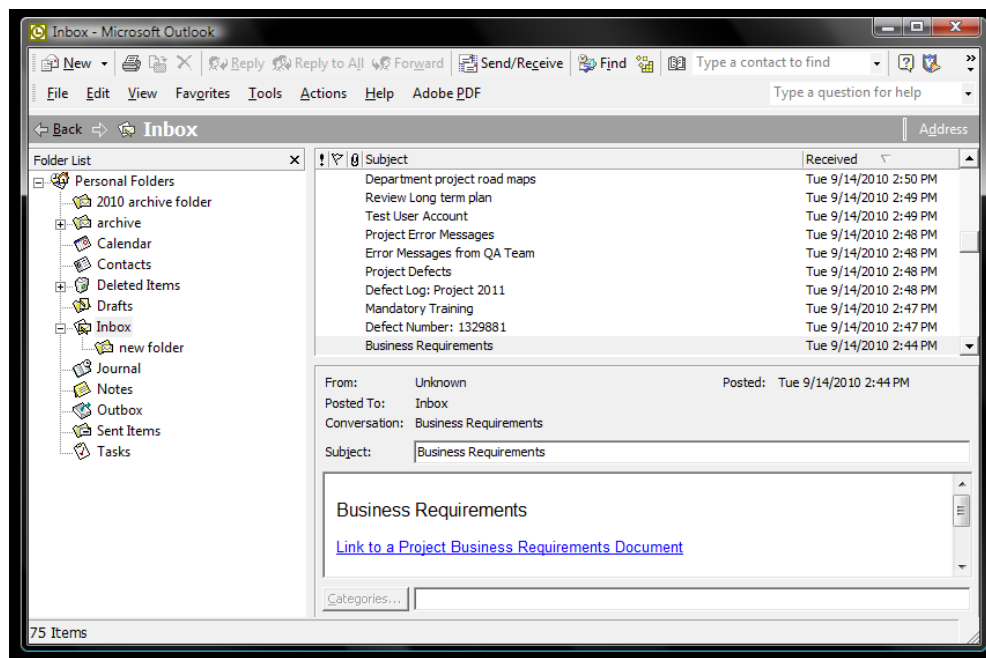 Inbox - Microsoft Outlook
New Reply Reply to All Forward Send/Receive Find Type a contact to find
File Edit View Favorites Tools Actions Help Adobe PDF Type a question for help
Back Inbox Address
Folder List
Personal Folders
2010 archive folder
archive
Calendar
Contacts
Deleted Items
Drafts
Inbox
new folder
Journal
Notes
Outbox
Sent Items
Tasks
Subject Received
Department project road maps Tue 9/14/2010 2:50 PM
Review Long term plan Tue 9/14/2010 2:49 PM
Test User Account Tue 9/14/2010 2:49 PM
Project Error Messages Tue 9/14/2010 2:48 PM
Error Messages from QA Team Tue 9/14/2010 2:48 PM
Project Defects Tue 9/14/2010 2:48 PM
Defect Log: Project 2011 Tue 9/14/2010 2:48 PM
Mandatory Training Tue 9/14/2010 2:47 PM
Defect Number: 1329881 Tue 9/14/2010 2:47 PM
Business Requirements Tue 9/14/2010 2:44 PM
From: Unknown Posted: Tue 9/14/2010 2:44 PM
Posted To: Inbox
Conversation: Business Requirements
Subject: Business Requirements
Business Requirements
Link to a Project Business Requirements Document
Categories...
75 Items